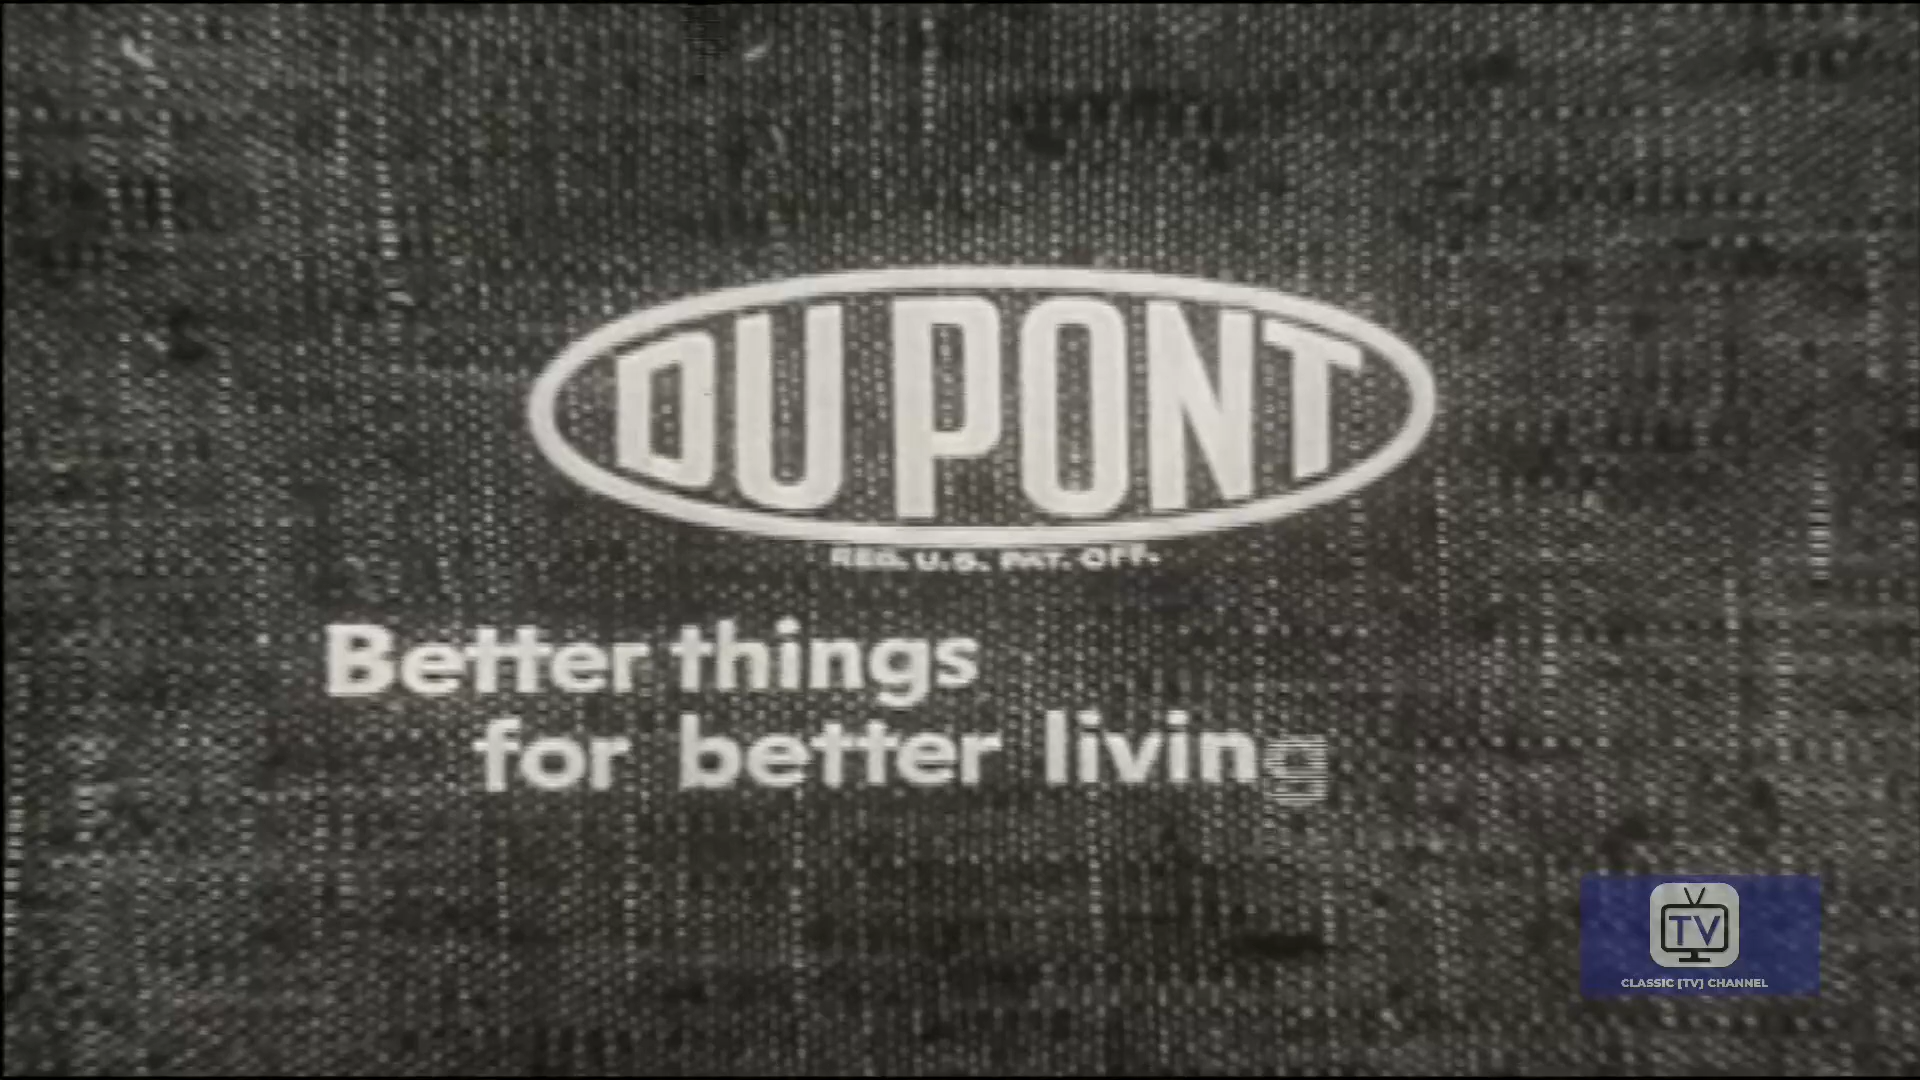 DU PONT
REG. U.S. PAT. OFF.
Better things
for better living
TV
CLASSIC [TV] CHANNEL